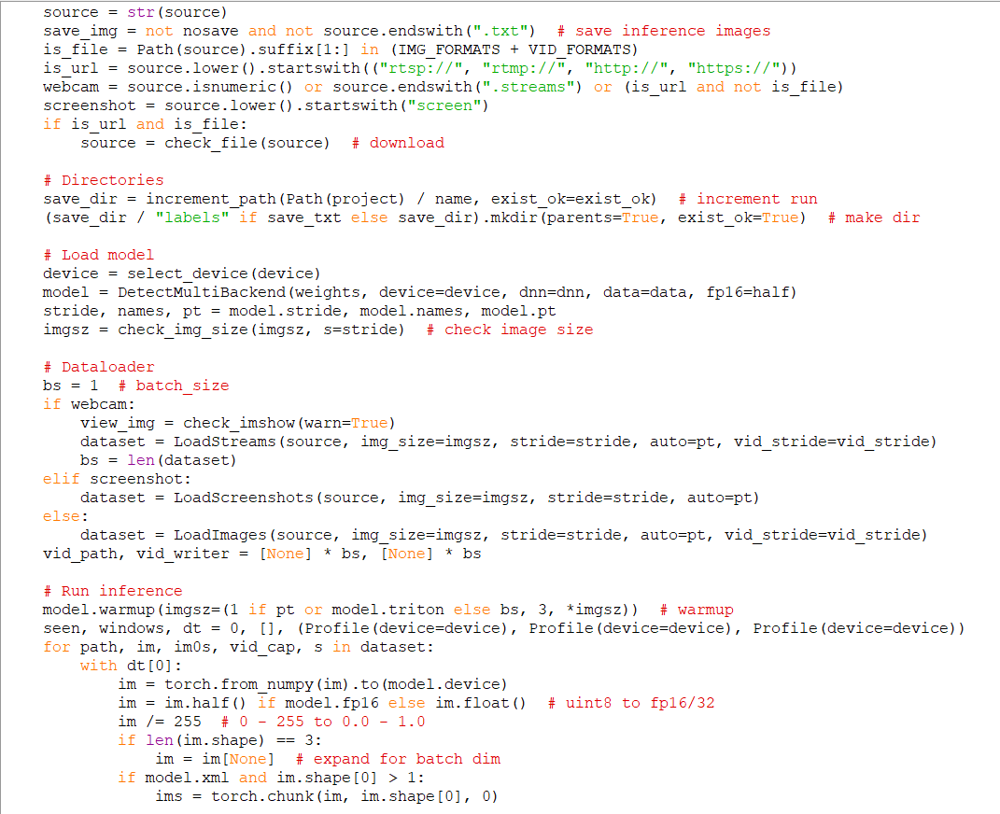 source = str(source)
save_img = not nosave and not source.endswith(".txt")  # save inference images
is_file = Path(source).suffix[1:] in (IMG_FORMATS + VID_FORMATS)
is_url = source.lower().startswith(("rtsp://", "rtmp://", "http://", "https://"))
webcam = source.isnumeric() or source.endswith(".streams") or (is_url and not is_file)
screenshot = source.lower().startswith("screen")
if is_url and is_file:
    source = check_file(source)  # download

# Directories
save_dir = increment_path(Path(project) / name, exist_ok=exist_ok)  # increment run
(save_dir / "labels" if save_txt else save_dir).mkdir(parents=True, exist_ok=True)  # make dir

# Load model
device = select_device(device)
model = DetectMultiBackend(weights, device=device, dnn=dnn, data=data, fp16=half)
stride, names, pt = model.stride, model.names, model.pt
imgsz = check_img_size(imgsz, s=stride)  # check image size

# Dataloader
bs = 1  # batch_size
if webcam:
    view_img = check_imshow(warn=True)
    dataset = LoadStreams(source, img_size=imgsz, stride=stride, auto=pt, vid_stride=vid_stride)
    bs = len(dataset)
elif screenshot:
    dataset = LoadScreenshots(source, img_size=imgsz, stride=stride, auto=pt)
else:
    dataset = LoadImages(source, img_size=imgsz, stride=stride, auto=pt, vid_stride=vid_stride)
vid_path, vid_writer = [None] * bs, [None] * bs

# Run inference
model.warmup(imgsz=(1 if pt or model.triton else bs, 3, *imgsz))  # warmup
seen, windows, dt = 0, [], (Profile(device=device), Profile(device=device), Profile(device=device))
for path, im, im0s, vid_cap, s in dataset:
    with dt[0]:
        im = torch.from_numpy(im).to(model.device)
        im = im.half() if model.fp16 else im.float()  # uint8 to fp16/32
        im /= 255  # 0 - 255 to 0.0 - 1.0
        if len(im.shape) == 3:
            im = im[None]  # expand for batch dim
        if model.xml and im.shape[0] > 1:
            ims = torch.chunk(im, im.shape[0], 0)